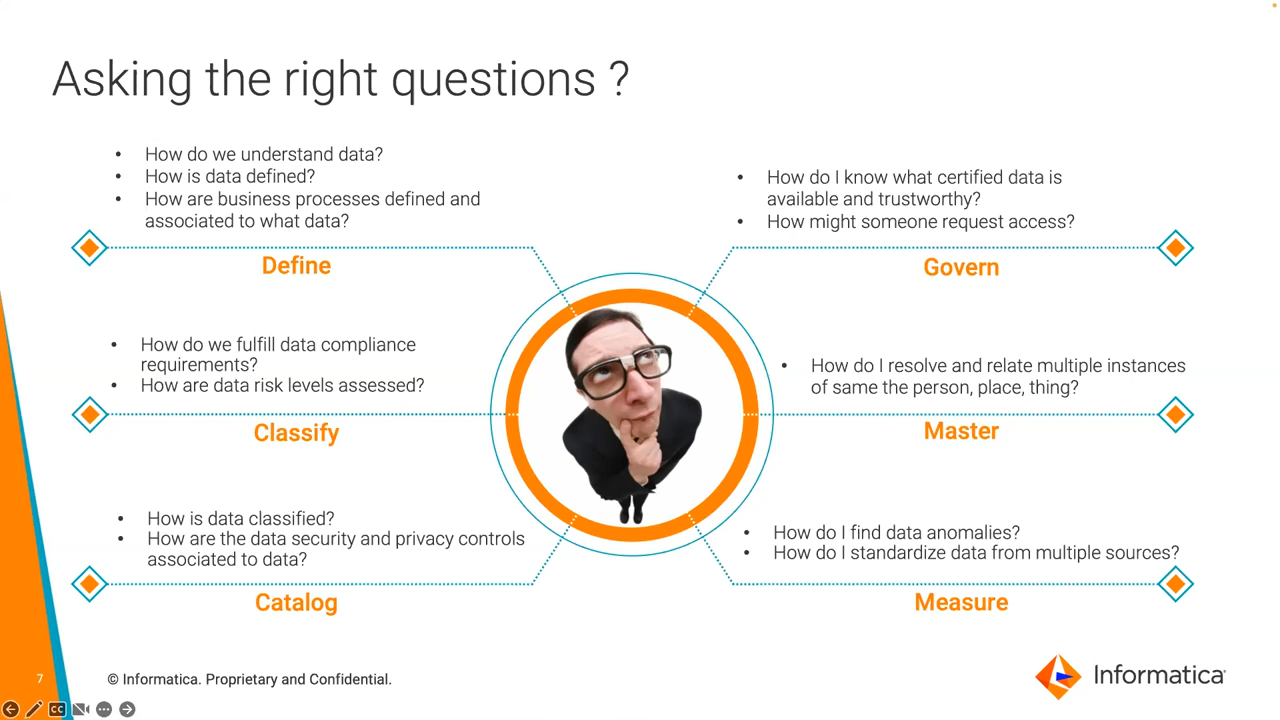 Asking the right questions ?
• How do we understand data?
• How is data defined?
• How are business processes defined and
associated to what data?
Define
• How do I know what certified data is
available and trustworthy?
• How might someone request access?
Govern
• How do we fulfill data compliance
requirements?
• How are data risk levels assessed?
Classify
• How do I resolve and relate multiple instances
of same the person, place, thing?
Master
• How is data classified?
• How are the data security and privacy controls
associated to data?
Catalog
• How do I find data anomalies?
• How do I standardize data from multiple sources?
Measure
7
© Informatica. Proprietary and Confidential.
Informatica
CC